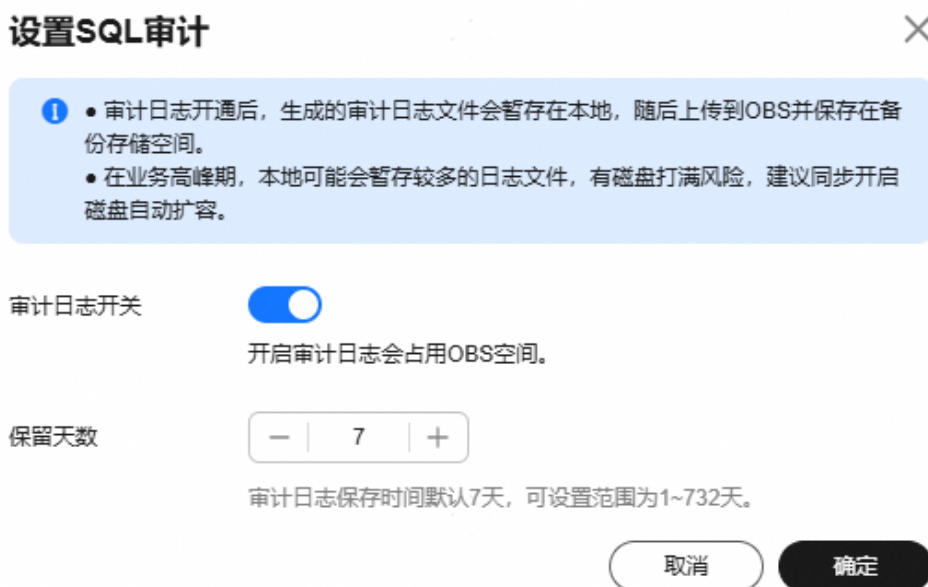 设置SQL审计
● 审计日志开通后，生成的审计日志文件会暂存在本地，随后上传到OBS并保存在备
份存储空间。
● 在业务高峰期，本地可能会暂存较多的日志文件，有磁盘打满风险，建议同步开启
磁盘自动扩容。
审计日志开关
开启审计日志会占用OBS空间。
保留天数
7
审计日志保存时间默认7天，可设置范围为1~732天。
取消
确定